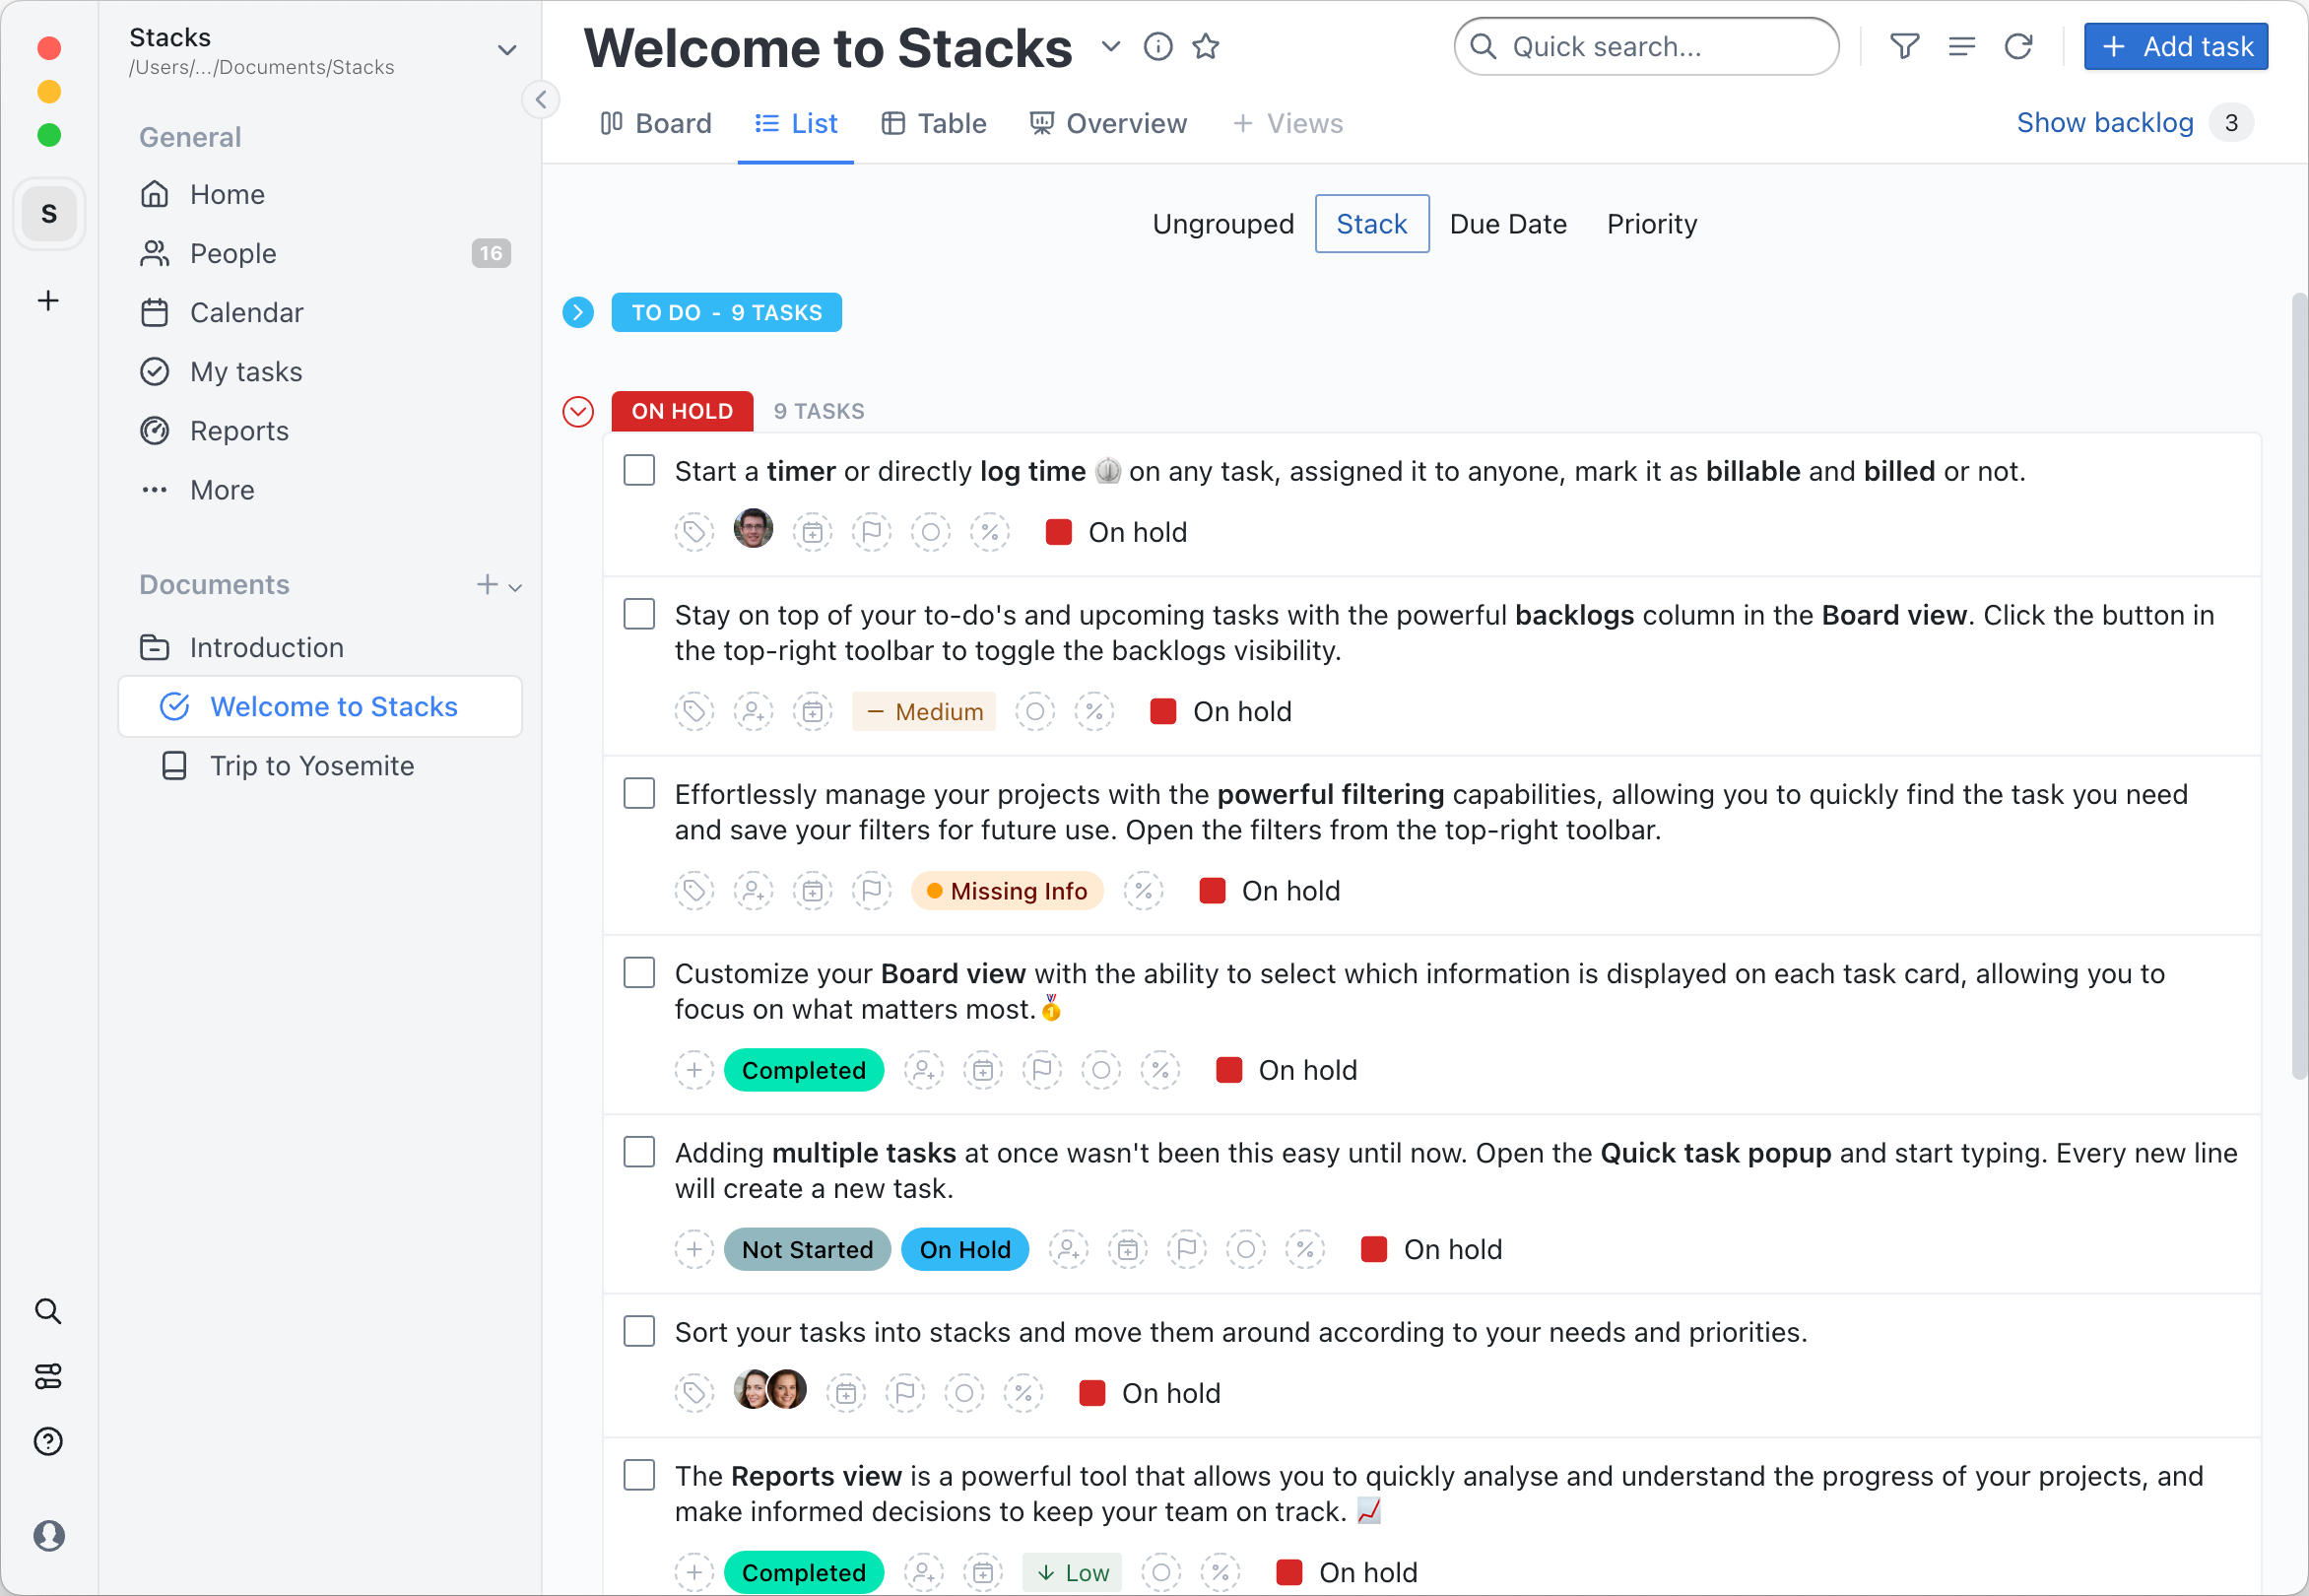 Stacks
/Users/.../Documents/Stacks
S
General
Home
People
16
Calendar
My tasks
Reports
More
Documents
Introduction
Welcome to Stacks
Trip to Yosemite
Welcome to Stacks
Quick search...
Add task
Board
List
Table
Overview
Views
Show backlog
3
Ungrouped
Stack
Due Date
Priority
TO DO - 9 TASKS
ON HOLD
9 TASKS
Start a timer or directly log time on any task, assigned it to anyone, mark it as billable and billed or not.
On hold
Stay on top of your to-do's and upcoming tasks with the powerful backlogs column in the Board view. Click the button in
the top-right toolbar to toggle the backlogs visibility.
Medium
On hold
Effortlessly manage your projects with the powerful filtering capabilities, allowing you to quickly find the task you need
and save your filters for future use. Open the filters from the top-right toolbar.
Missing Info
On hold
Customize your Board view with the ability to select which information is displayed on each task card, allowing you to
focus on what matters most.
Completed
On hold
Adding multiple tasks at once wasn't been this easy until now. Open the Quick task popup and start typing. Every new line
will create a new task.
Not Started
On Hold
On hold
Sort your tasks into stacks and move them around according to your needs and priorities.
On hold
The Reports view is a powerful tool that allows you to quickly analyse and understand the progress of your projects, and
make informed decisions to keep your team on track.
Completed
Low
On hold